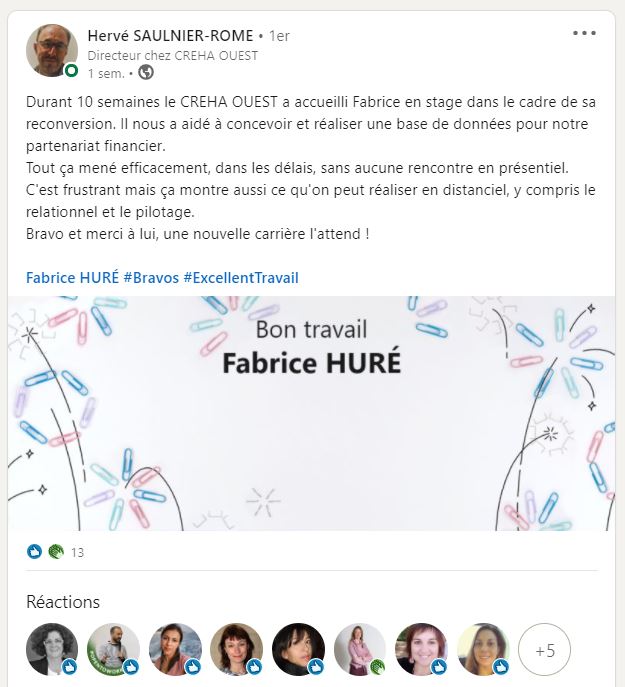 Hervé SAULNIER-ROME • 1er
Directeur chez CREHA OUEST
1 sem. •
Durant 10 semaines le CREHA OUEST a accueilli Fabrice en stage dans le cadre de sa
reconversion. Il nous a aidé à concevoir et réaliser une base de données pour notre
partenariat financier.
Tout ça mené efficacement, dans les délais, sans aucune rencontre en présentiel.
C'est frustrant mais ça montre aussi ce qu'on peut réaliser en distanciel, y compris le
relationnel et le pilotage.
Bravo et merci à lui, une nouvelle carrière l'attend !
Fabrice HURÉ #Bravos #ExcellentTravail
Bon travail
Fabrice HURÉ
13
Réactions
+5